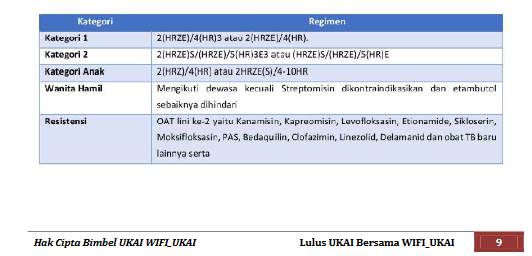 Kategori Regimen
Kategori 1 2(HRZE)/4(HR)3 atau 2(HRZE)/4(HR).
Kategori 2 2(HRZE)S/(HRZE)/5(HR)3E3 atau (HRZE)S/(HRZE)/5(HR)E
Kategori Anak 2(HRZ)/4(HR) atau 2HRZE(S)/4-10HR
Wanita Hamil Mengikuti dewasa kecuali Streptomisin dikontraindikasikan dan etambutol
sebaiknya dihindari
Resistensi OAT lini ke-2 yaitu Kanamisin, Kapreomisin, Levofloksasin, Etionamide, Sikloserin,
Moksifloksasin, PAS, Bedaquilin, Clofazimin, Linezolid, Delamanid dan obat TB baru
lainnya serta
Hak Cipta Bimbel UKAI WIFI_UKAI Lulus UKAI Bersama WIFI_UKAI 9